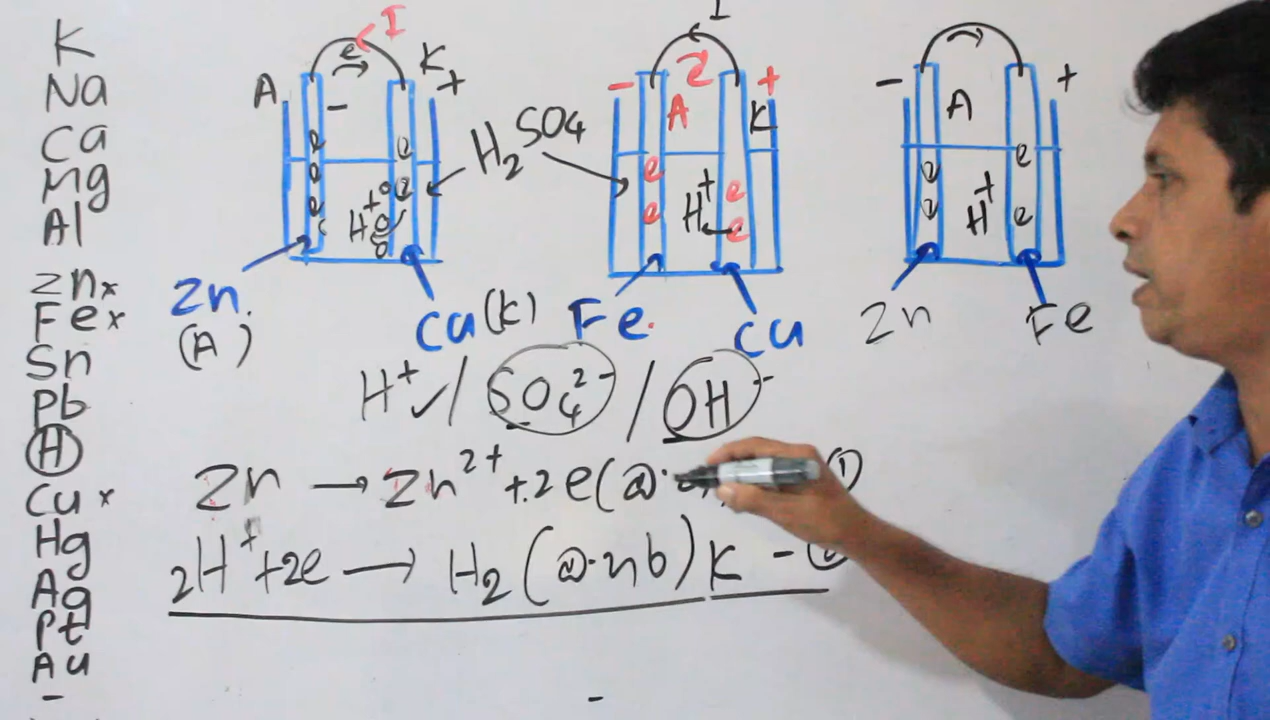 K
Na
Ca
Mg
Al
Zn x
Fe x
Sn
Pb
H
Cu x
Hg
Ag
Pt
Au
A e I K
- +
H+
Zn (A)
Cu (K)
H2SO4
I
- A K +
e e e e
H+
Fe
Cu
- A +
e e e e
H+
Zn
Fe
H+ ✓ / SO4 2- / OH-
Zn → Zn2+ + 2e
2H+ + 2e → H2 K -